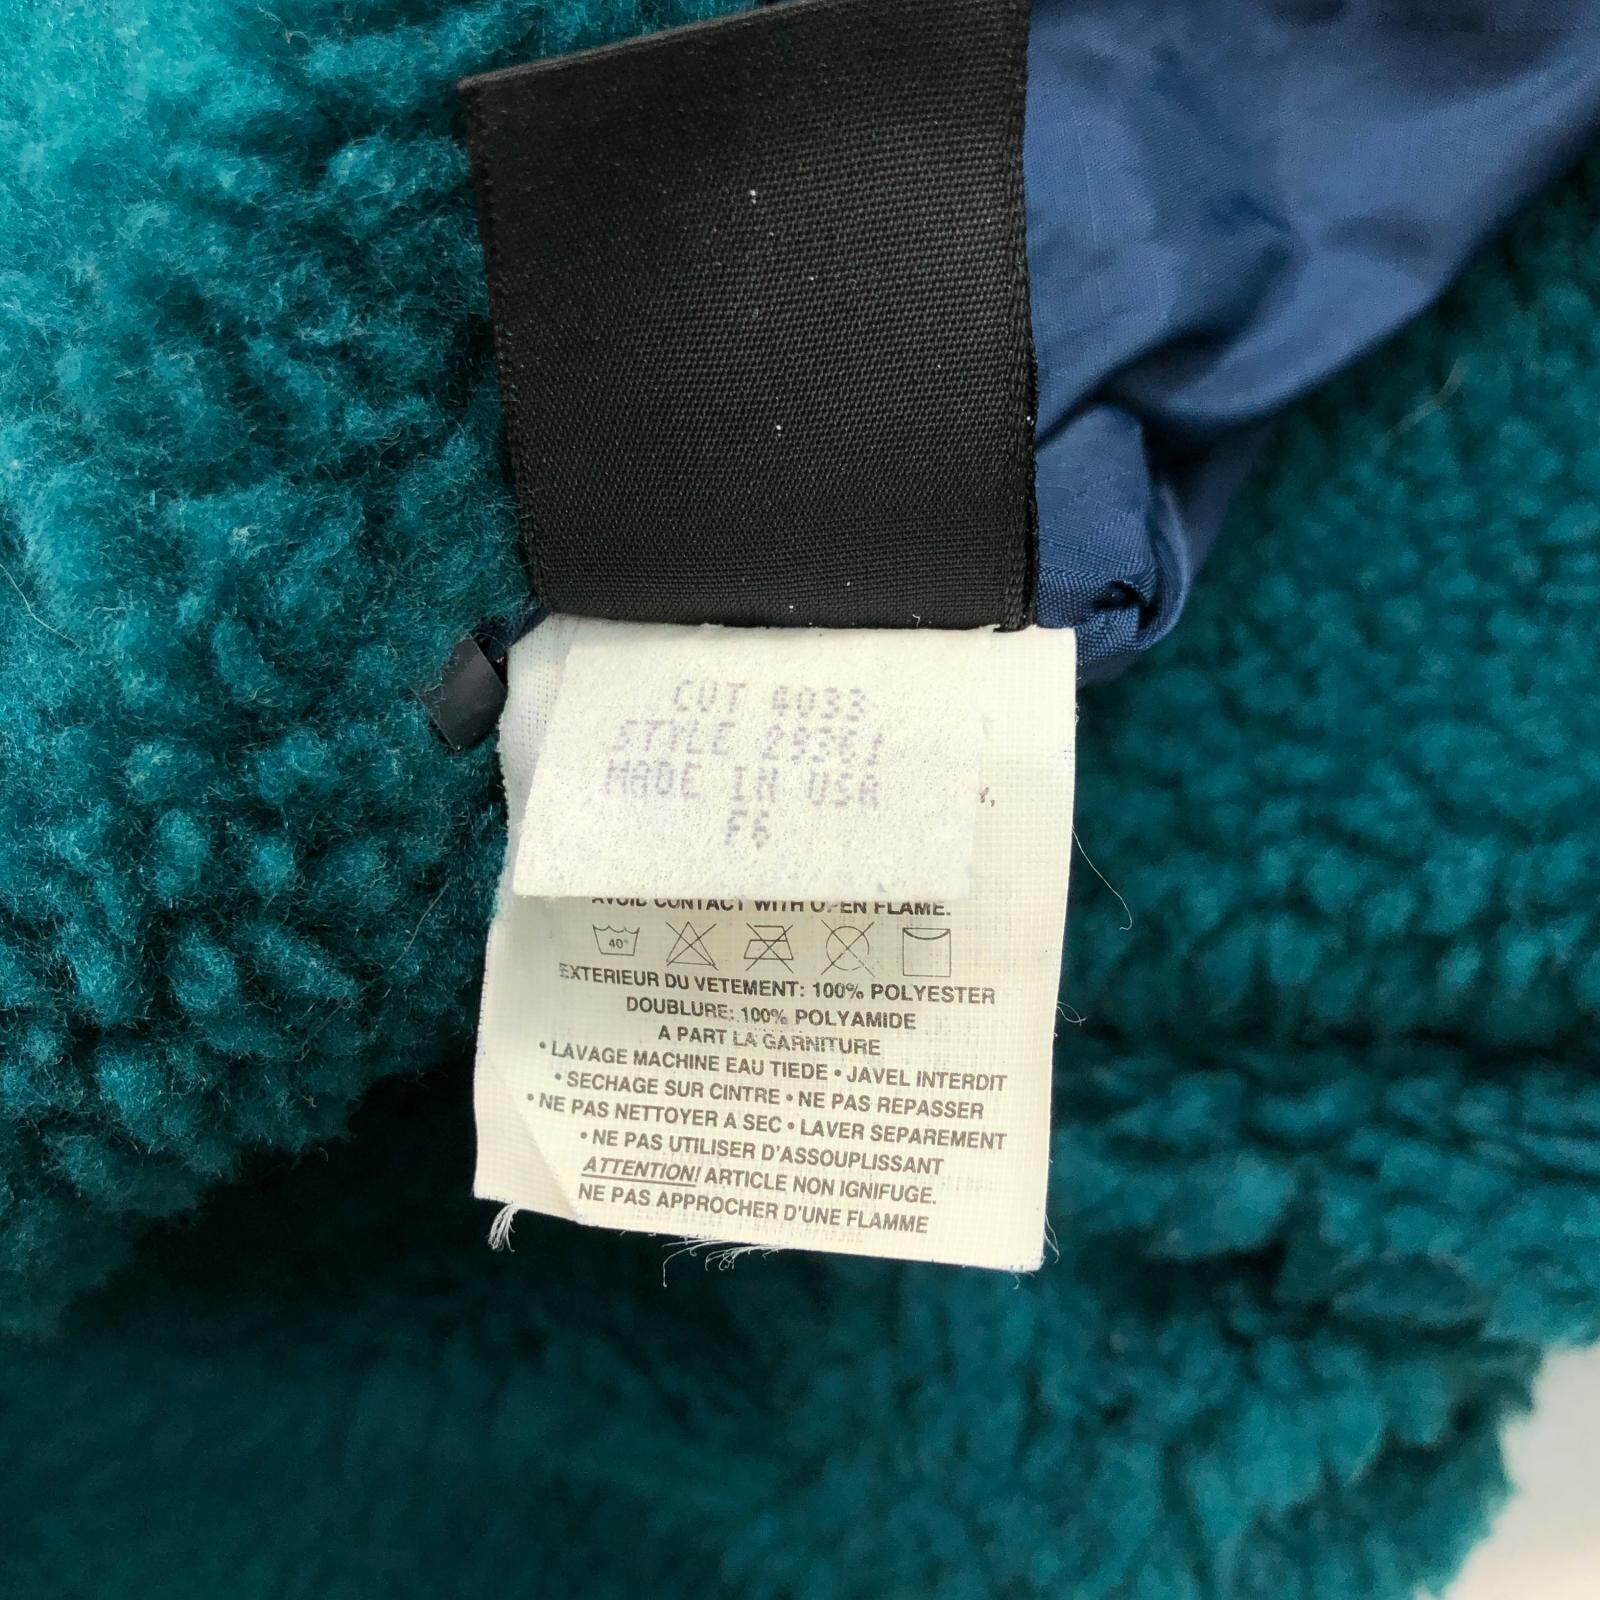 CUT 4033
STYLE 29361
MADE IN USA
F6
Y,
AVOID CONTACT WITH OPEN FLAME.
40°
EXTERIEUR DU VETEMENT: 100% POLYESTER
DOUBLURE: 100% POLYAMIDE
A PART LA GARNITURE
• LAVAGE MACHINE EAU TIEDE • JAVEL INTERDIT
• SECHAGE SUR CINTRE • NE PAS REPASSER
• NE PAS NETTOYER A SEC • LAVER SEPAREMENT
• NE PAS UTILISER D'ASSOUPLISSANT
ATTENTION! ARTICLE NON IGNIFUGE.
NE PAS APPROCHER D'UNE FLAMME